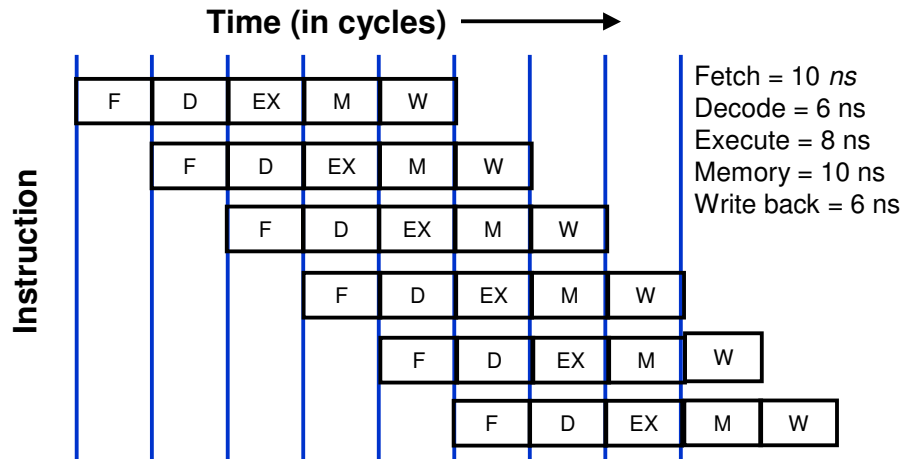 Time (in cycles)
Fetch = 10 ns
Decode = 6 ns
Execute = 8 ns
Memory = 10 ns
Write back = 6 ns
Instruction
F D EX M W
F D EX M W
F D EX M W
F D EX M W
F D EX M W
F D EX M W